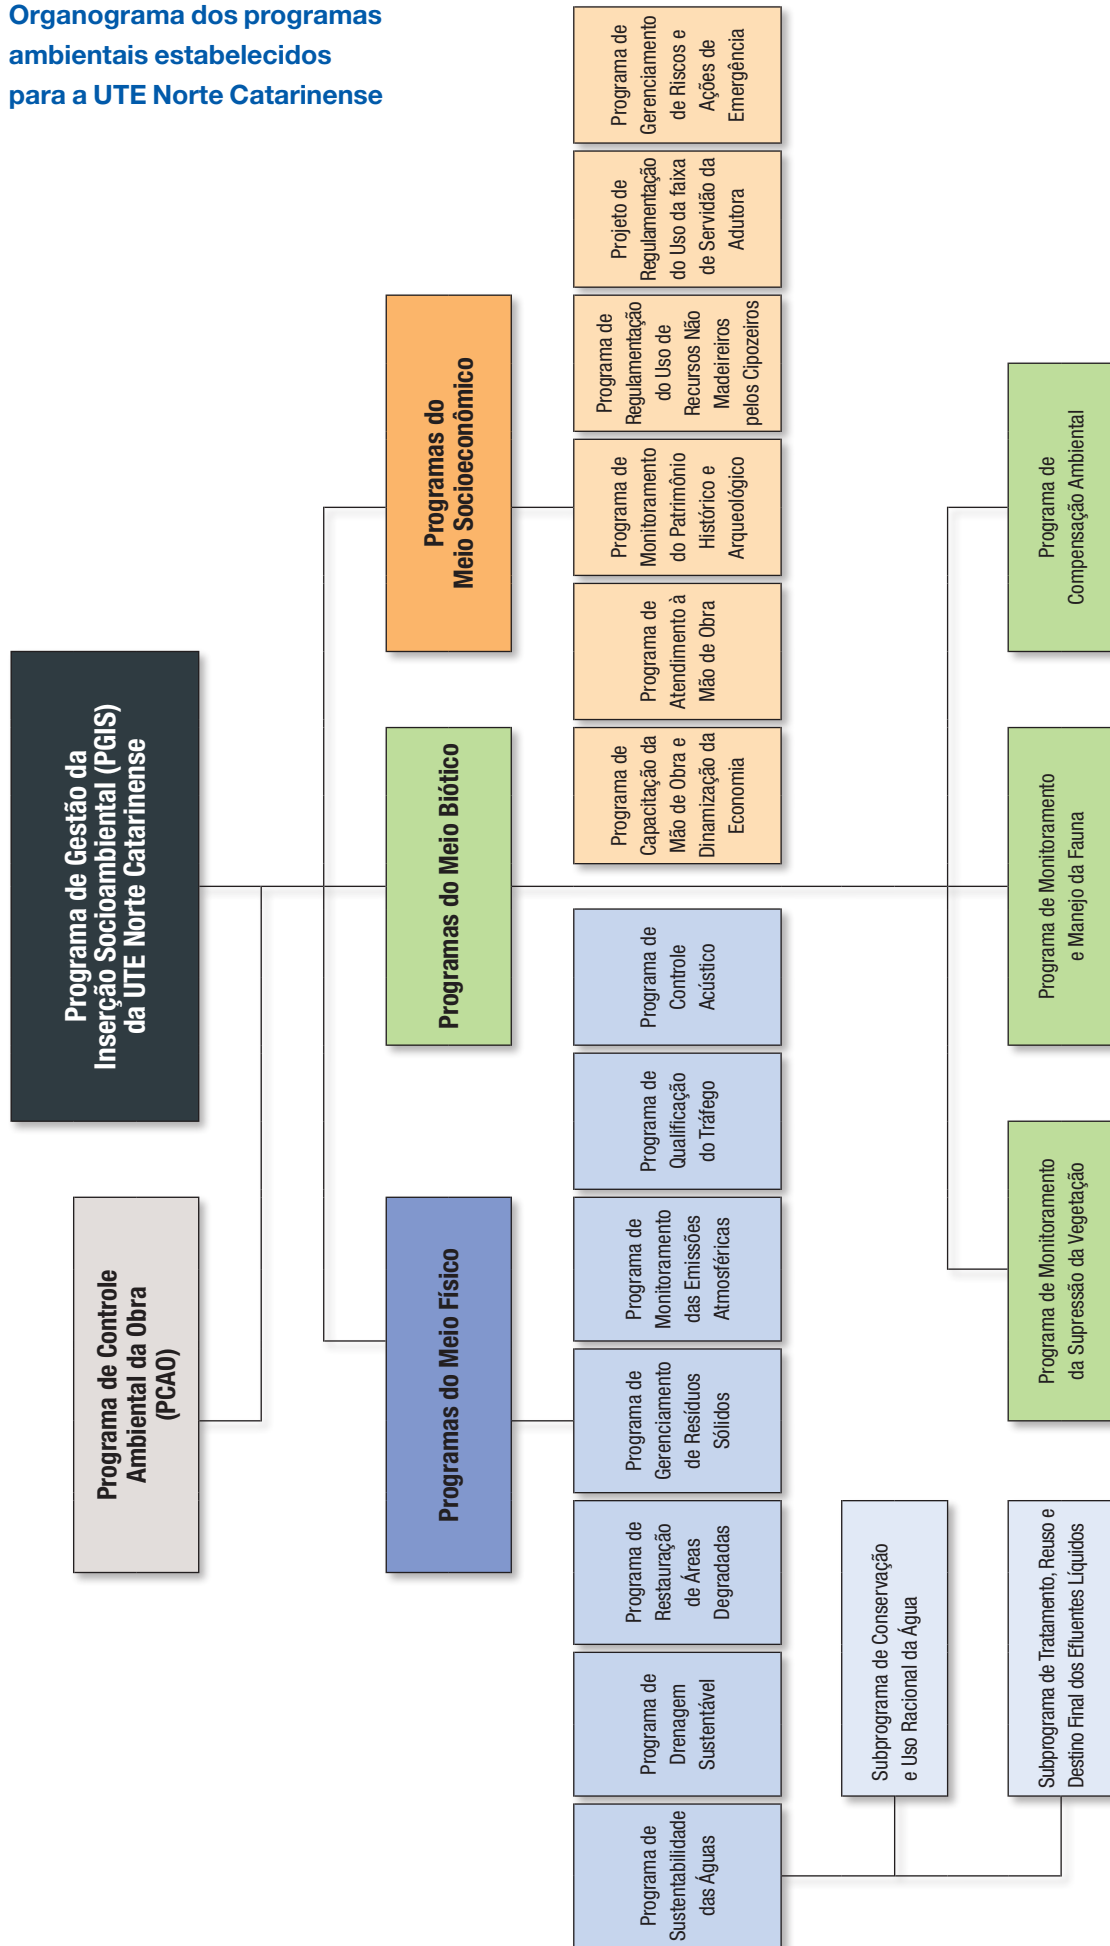 Organograma dos programas
ambientais estabelecidos
para a UTE Norte Catarinense
Programa de Gestão da
Inserção Socioambiental (PGIS)
da UTE Norte Catarinense
Programa de Controle
Ambiental da Obra
(PCAO)
Programas do Meio Físico
Programas do Meio Biótico
Programas do
Meio Socioeconômico
Programa de
Sustentabilidade
das Águas
Programa de
Drenagem
Sustentável
Programa de
Restauração
de Áreas
Degradadas
Programa de
Gerenciamento
de Resíduos
Sólidos
Programa de
Monitoramento
das Emissões
Atmosféricas
Programa de
Qualificação
do Tráfego
Programa de
Controle
Acústico
Programa de
Capacitação da
Mão de Obra e
Dinamização da
Economia
Programa de
Atendimento à
Mão de Obra
Programa de
Monitoramento
do Patrimônio
Histórico e
Arqueológico
Programa de
Regulamentação
do Uso de
Recursos Não
Madeireiros
pelos Cipozeiros
Projeto de
Regulamentação
do Uso da faixa
de Servidão da
Adutora
Programa de
Gerenciamento
de Riscos e
Ações de
Emergência
Subprograma de Conservação
e Uso Racional da Água
Subprograma de Tratamento, Reuso e
Destino Final dos Efluentes Líquidos
Programa de Monitoramento
da Supressão da Vegetação
Programa de Monitoramento
e Manejo da Fauna
Programa de
Compensação Ambiental